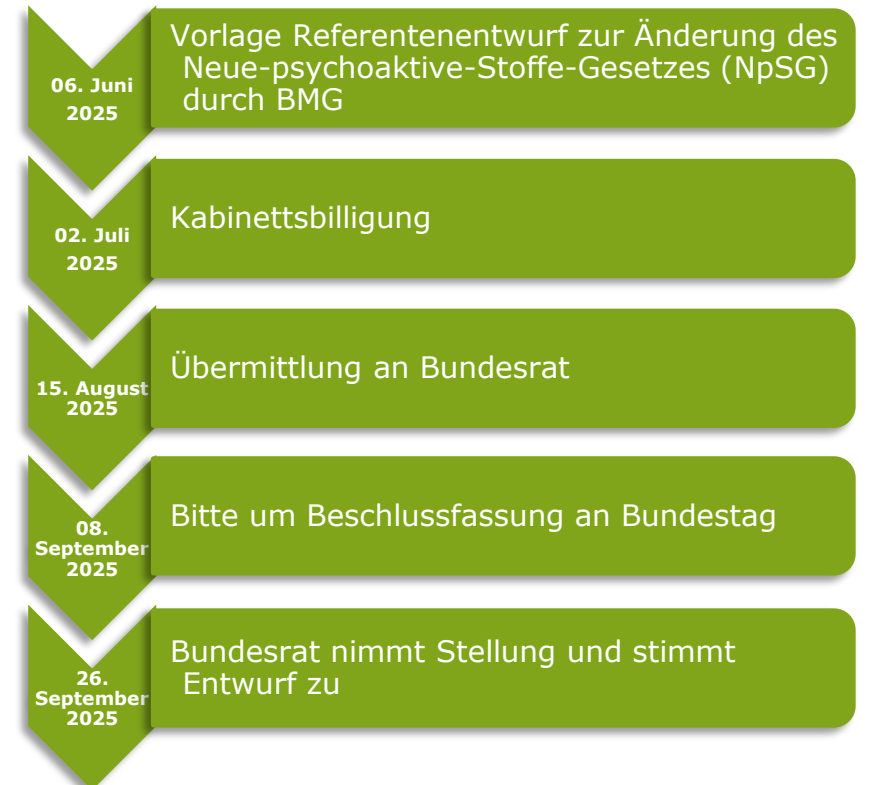 06. Juni
2025
Vorlage Referentenentwurf zur Änderung des
Neue-psychoaktive-Stoffe-Gesetzes (NpSG)
durch BMG
02. Juli
2025
Kabinettsbilligung
15. August
2025
Übermittlung an Bundesrat
08.
September
2025
Bitte um Beschlussfassung an Bundestag
26.
September
2025
Bundesrat nimmt Stellung und stimmt
Entwurf zu